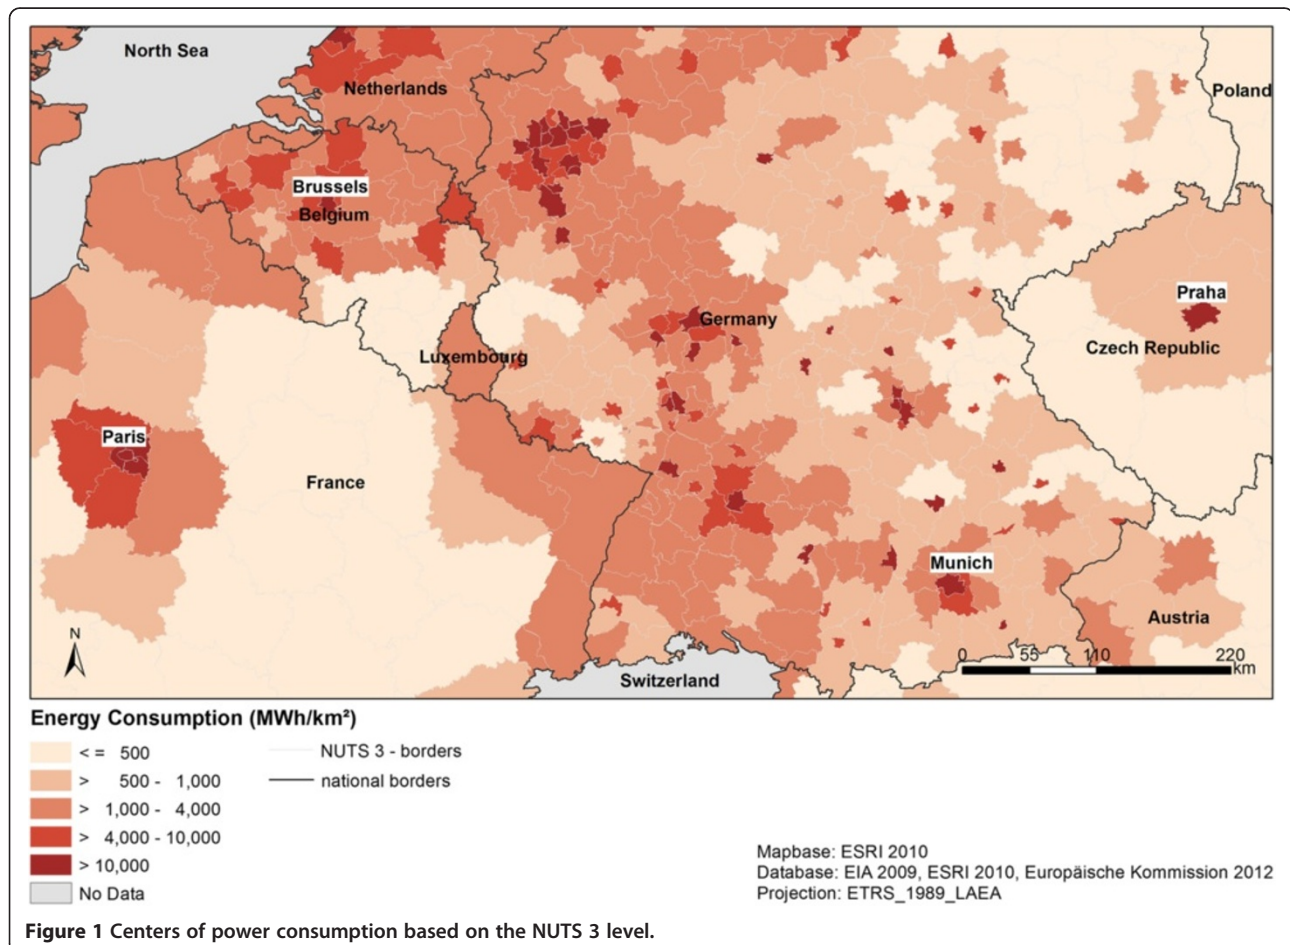 North Sea
Netherlands
Poland
Brussels
Belgium
Praha
Germany
Czech Republic
Luxembourg
Paris
France
Munich
Austria
N
0 55 110 220
km
Switzerland
Energy Consumption (MWh/km²)
< = 500
> 500 - 1,000
> 1,000 - 4,000
> 4,000 - 10,000
> 10,000
No Data
NUTS 3 - borders
national borders
Mapbase: ESRI 2010
Database: EIA 2009, ESRI 2010, Europäische Kommission 2012
Projection: ETRS_1989_LAEA
Figure 1 Centers of power consumption based on the NUTS 3 level.